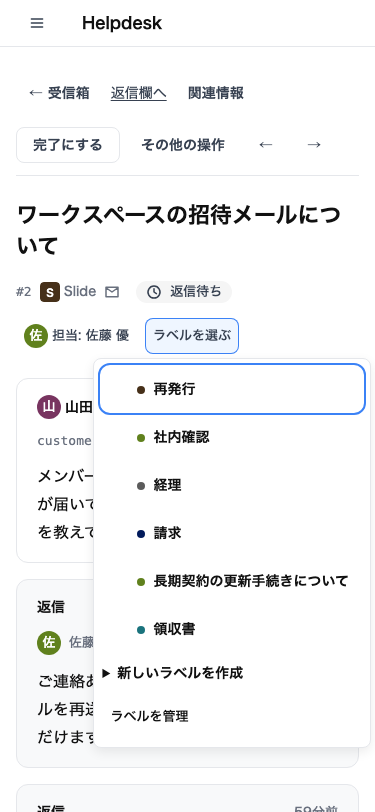 Helpdesk
← 受信箱
返信欄へ
関連情報
完了にする
その他の操作
←
→
ワークスペースの招待メールにつ
いて
#2
S
Slide
返信待ち
佐
担当: 佐藤 優
ラベルを選ぶ
山
山田
custome
メンバー
が届いて
を教えて
再発行
社内確認
経理
請求
長期契約の更新手続きについて
領収書
▶ 新しいラベルを作成
ラベルを管理
返信
佐
佐藤
ご連絡あ
ルを再送
だけます
返信
59分前